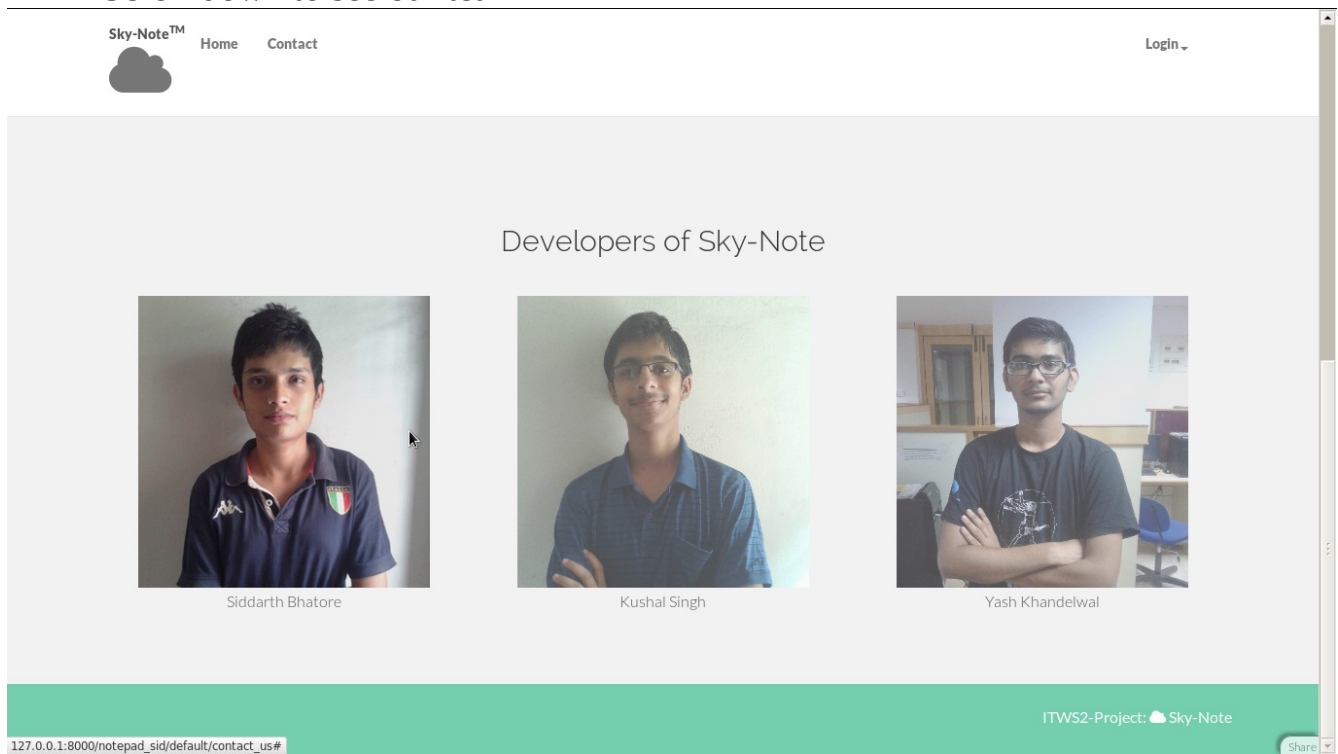 Sky-Note™
Home Contact Login
Developers of Sky-Note
Siddarth Bhatore Kushal Singh Yash Khandelwal
ITWS2-Project: Sky-Note
127.0.0.1:8000/notepad_sid/default/contact_us#
Share